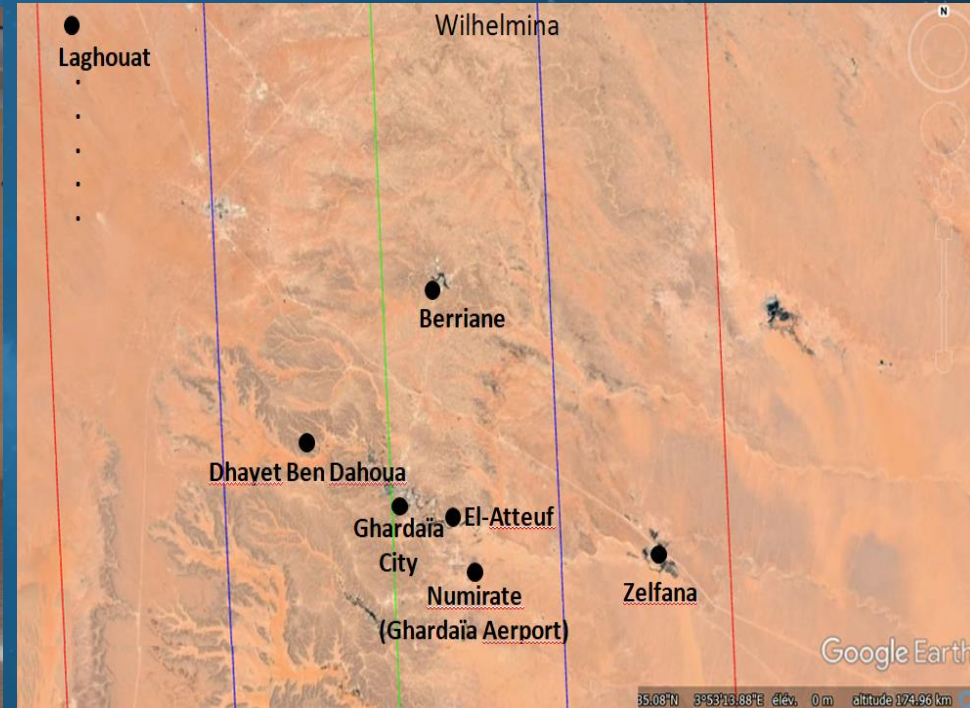 Wilhelmina
N
Laghouat
Berriane
Dhayet Ben Dahoua
Ghardaïa
City
El-Atteuf
Numirate
(Ghardaïa Aerport)
Zelfana
Google Earth
35.08"N 3°53'13.88"E élév. 0 m altitude 174.96 km